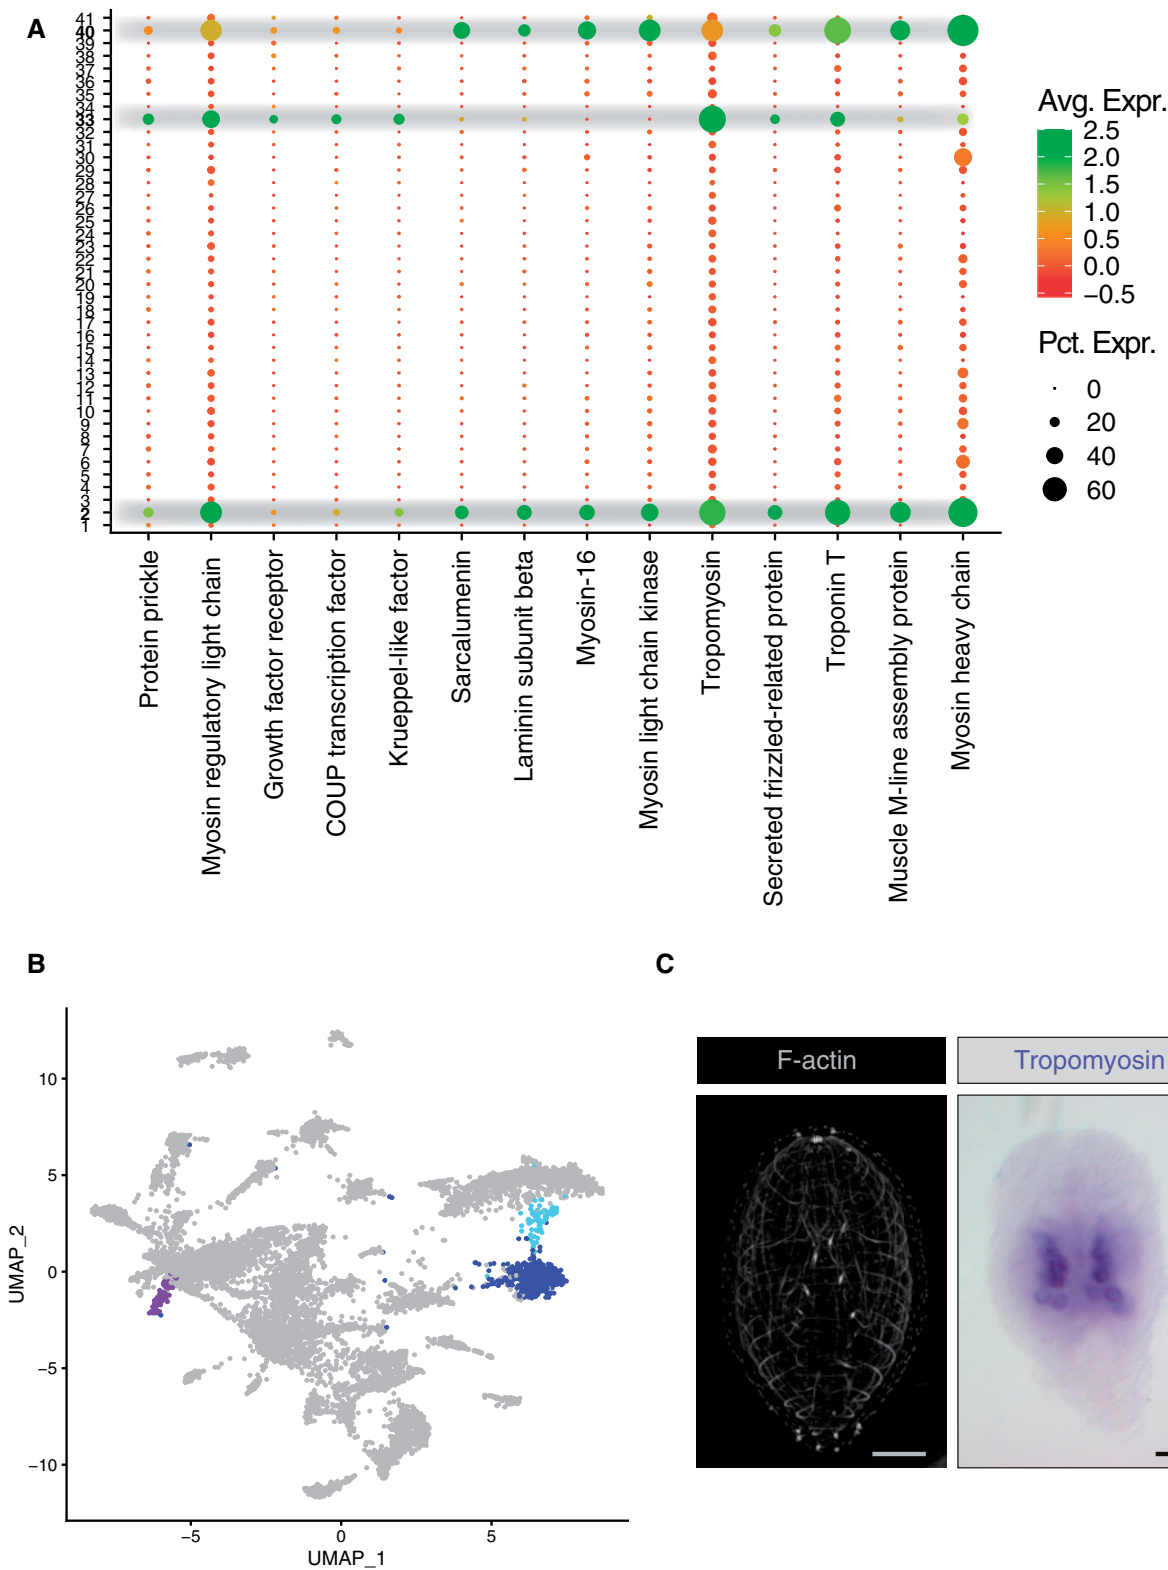 A
41
40
39
38
37
36
35
34
33
32
31
30
29
28
27
26
25
24
23
22
21
20
19
18
17
16
15
14
13
12
11
10
9
8
7
6
5
4
3
2
1
Protein prickle
Myosin regulatory light chain
Growth factor receptor
COUP transcription factor
Krueppel-like factor
Sarcalumenin
Laminin subunit beta
Myosin-16
Myosin light chain kinase
Tropomyosin
Secreted frizzled-related protein
Troponin T
Muscle M-line assembly protein
Myosin heavy chain
Avg. Expr.
2.5
2.0
1.5
1.0
0.5
0.0
−0.5
Pct. Expr.
0
20
40
60
B
10
5
0
−5
−10
UMAP_2
−5 0 5
UMAP_1
C
F-actin
Tropomyosin